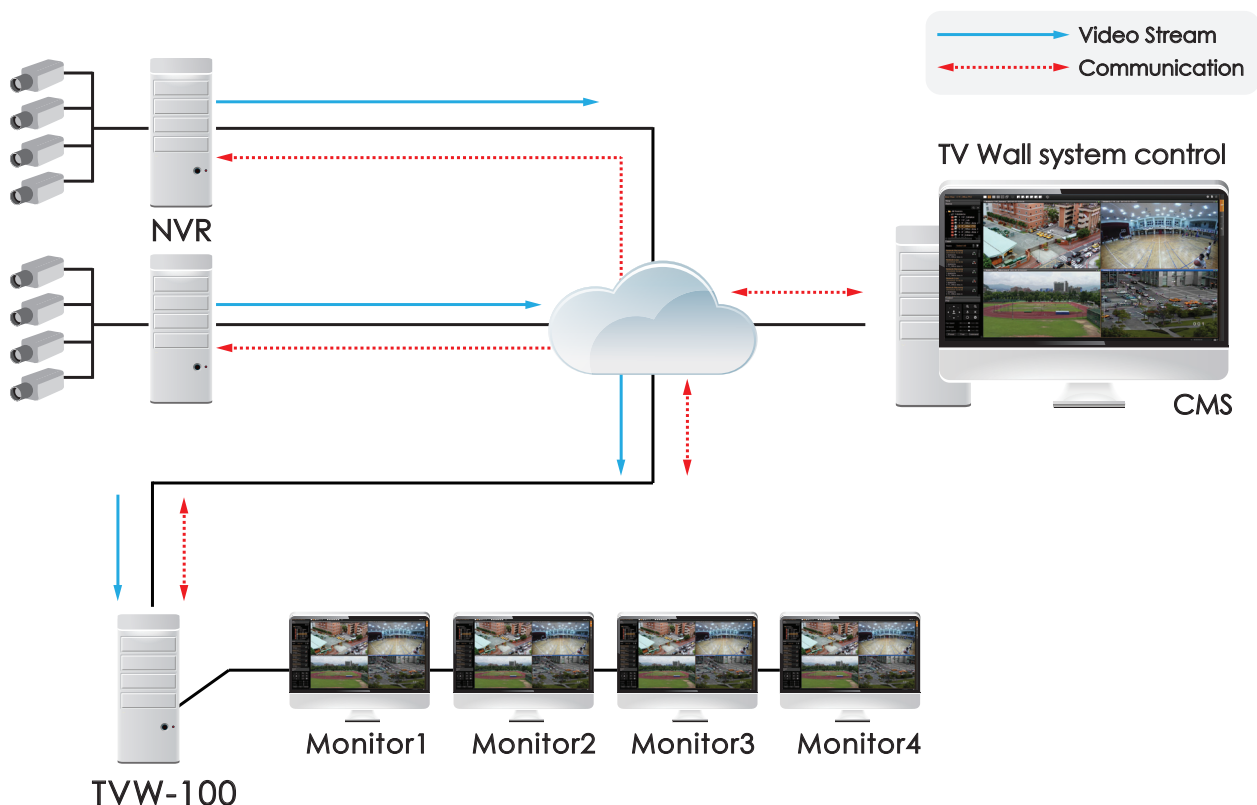 Video Stream
Communication
TV Wall system control
NVR
CMS
Monitor1
Monitor2
Monitor3
Monitor4
TVW-100